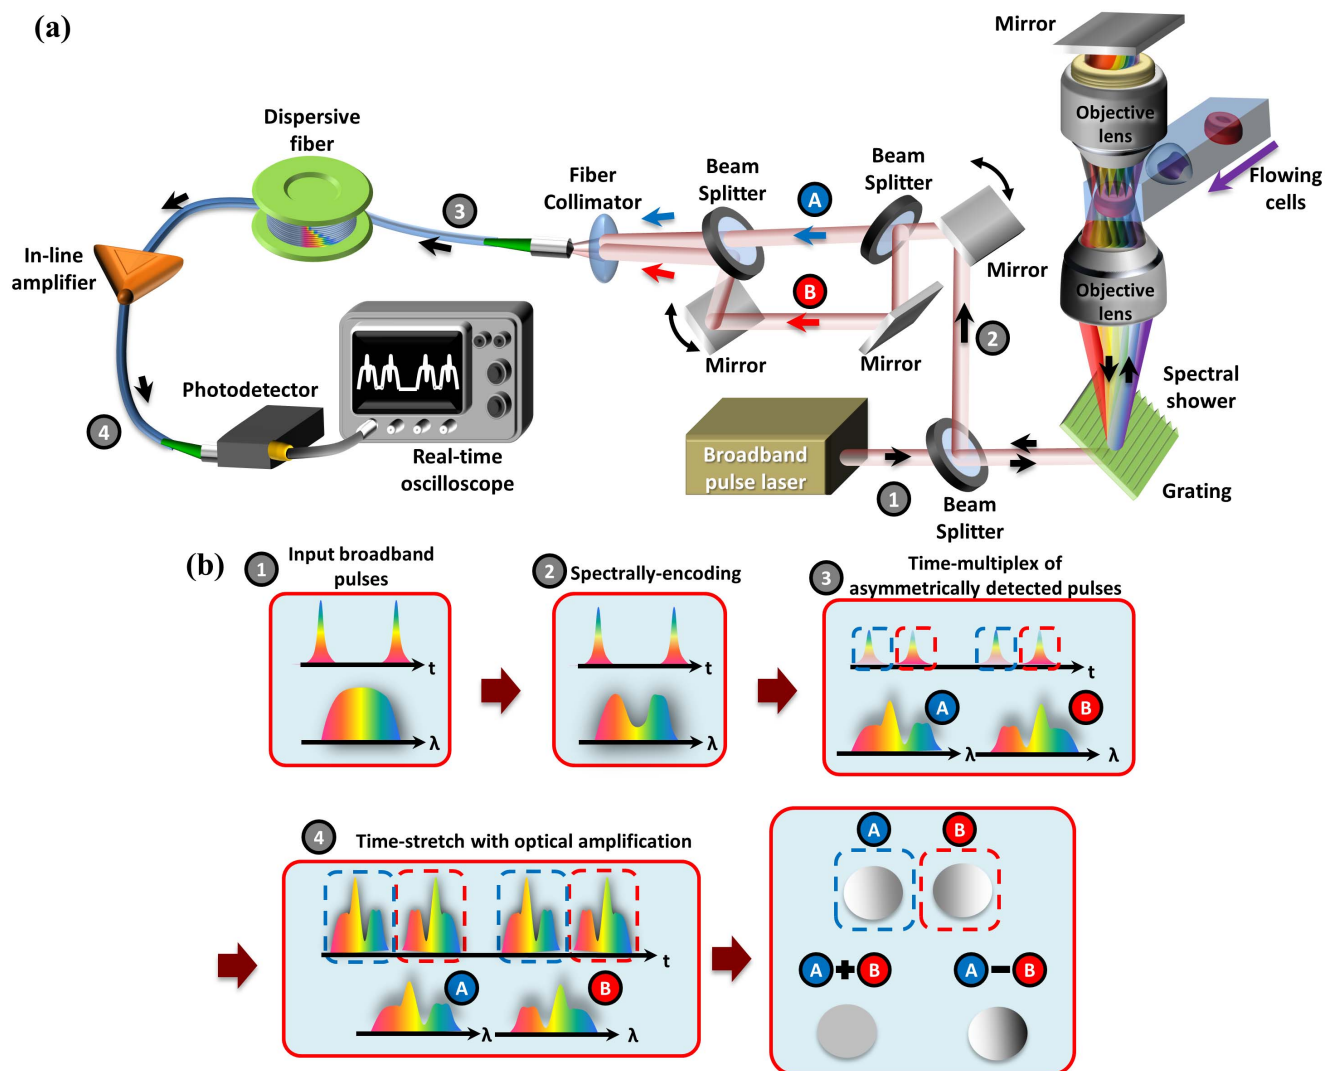 (a)
Mirror
Objective
lens
Flowing
cells
Dispersive
fiber
Fiber
Collimator
Beam
Splitter
Beam
Splitter
A
3
In-line
amplifier
Mirror
B
Objective
lens
2
Mirror
Mirror
Photodetector
Spectral
shower
4
Real-time
oscilloscope
Broadband
pulse laser
1
Beam
Splitter
Grating
(b)
1 Input broadband
pulses
t
λ
2 Spectrally-encoding
t
λ
3 Time-multiplex of
asymmetrically detected pulses
t
A
B
λ
λ
4 Time-stretch with optical amplification
t
A
B
λ
λ
A B
A + B
A − B